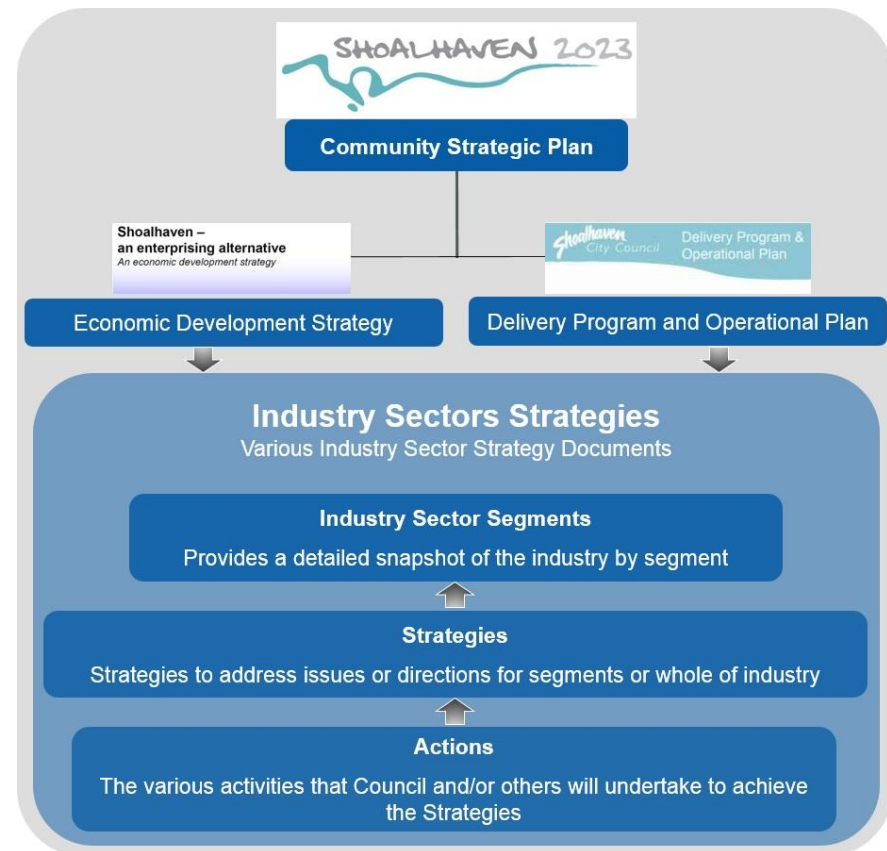 SHOALHAVEN 2023
Community Strategic Plan
Shoalhaven –
an enterprising alternative
An economic development strategy
Shoalhaven
City Council
Delivery Program &
Operational Plan
Economic Development Strategy
Delivery Program and Operational Plan
Industry Sectors Strategies
Various Industry Sector Strategy Documents
Industry Sector Segments
Provides a detailed snapshot of the industry by segment
Strategies
Strategies to address issues or directions for segments or whole of industry
Actions
The various activities that Council and/or others will undertake to achieve
the Strategies